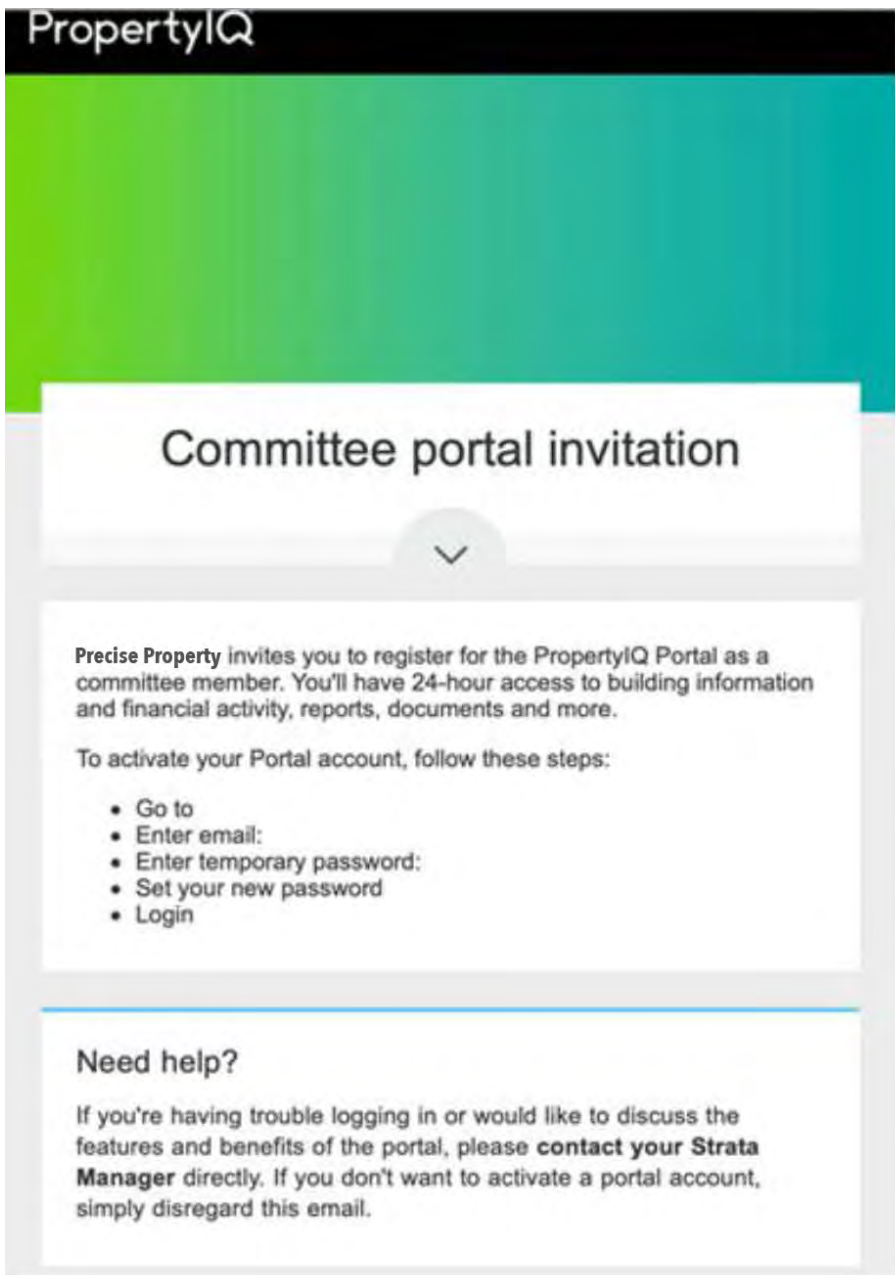 PropertyIQ
Committee portal invitation
Precise Property invites you to register for the PropertyIQ Portal as a
committee member. You'll have 24-hour access to building information
and financial activity, reports, documents and more.
To activate your Portal account, follow these steps:
• Go to
• Enter email:
• Enter temporary password:
• Set your new password
• Login
Need help?
If you're having trouble logging in or would like to discuss the
features and benefits of the portal, please contact your Strata
Manager directly. If you don't want to activate a portal account,
simply disregard this email.